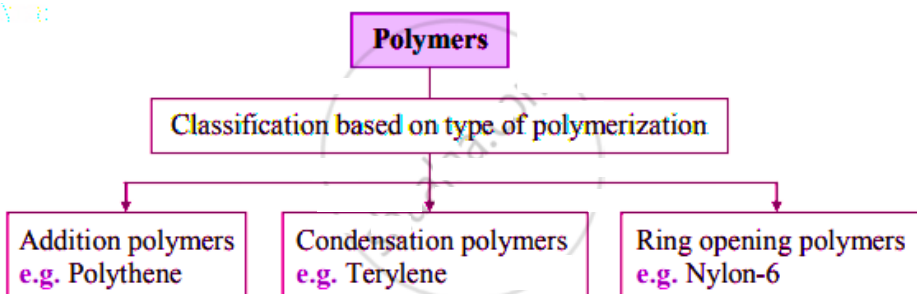 Polymers
Classification based on type of polymerization
Addition polymers
e.g. Polythene
Condensation polymers
e.g. Terylene
Ring opening polymers
e.g. Nylon-6